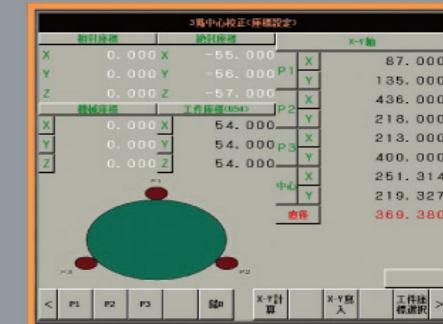 3點中心校正(座標設定)
相對座標 絕對座標 X-Y軸
X 0.000 X -55.000 P1 X 87.000
Y 0.000 Y -56.000 Y 135.000
Z 0.000 Z -57.000 P2 X 436.000
機械座標 工作座標(G54) Y 218.000
X 0.000 X 54.000 P3 X 213.000
Y 0.000 Y 54.000 Y 400.000
Z 0.000 Z 54.000 中心 X 251.314
Y 219.327
直徑 369.380
P1
P3 P2
< P1 P2 P3 X-Y計算 X-Y寫入 工件座標選択 >